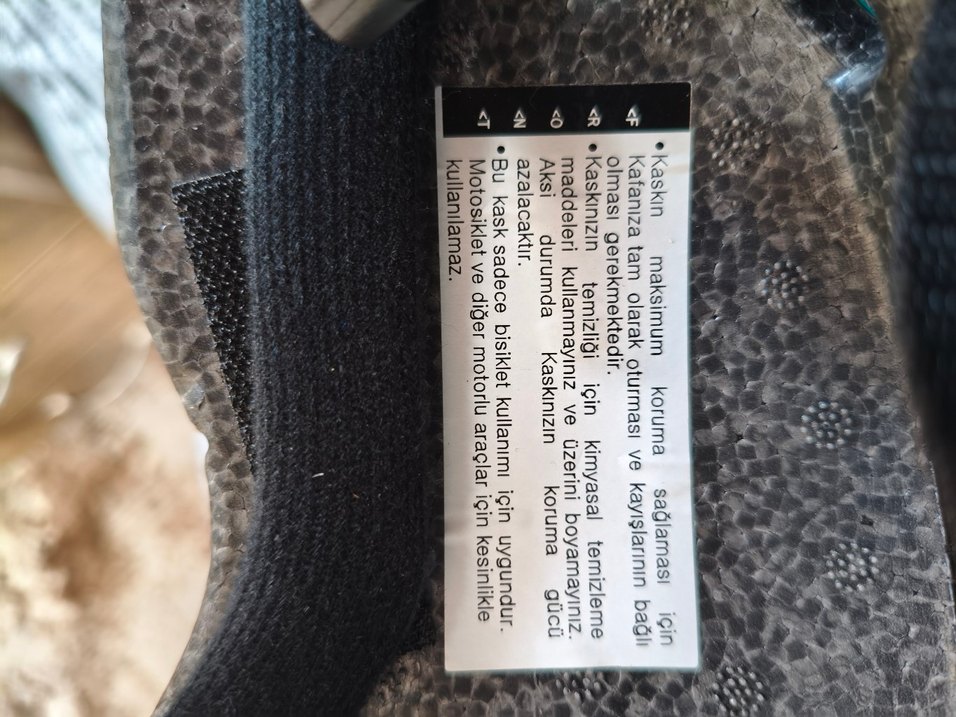 <F
<R
<O
<N
<T
• Kaskın maksimum koruma sağlaması için
Kafanıza tam olarak oturması ve kayışlarının bağlı
olması gerekmektedir.
• Kaskınızın temizliği için kimyasal temizleme
maddeleri kullanmayınız ve üzerini boyamayınız.
Aksi durumda Kaskınızın koruma gücü
azalacaktır.
• Bu kask sadece bisiklet kullanımı için uygundur.
Motosiklet ve diğer motorlu araçlar için kesinlikle
kullanılamaz.